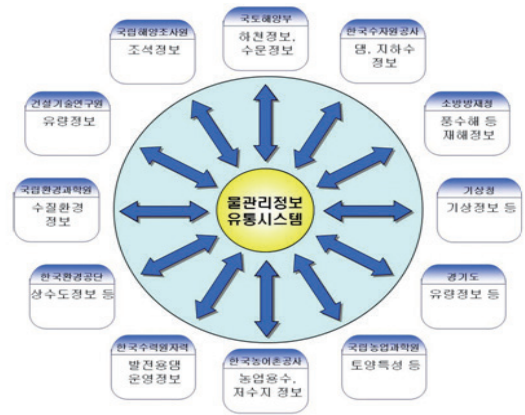 국토해양부
하천정보,
수문정보
한국수자원공사
댐, 지하수
정보
소방방재청
풍수해 등
재해정보
기상청
기상정보 등
경기도
유량정보 등
국립농업과학원
토양특성 등
한국농어촌공사
농업용수,
저수지 정보
한국수력원자력
발전용댐
운영정보
한국환경공단
상수도정보 등
국립환경과학원
수질환경
정보
건설기술연구원
유량정보
국립해양조사원
조석정보
물관리정보
유통시스템